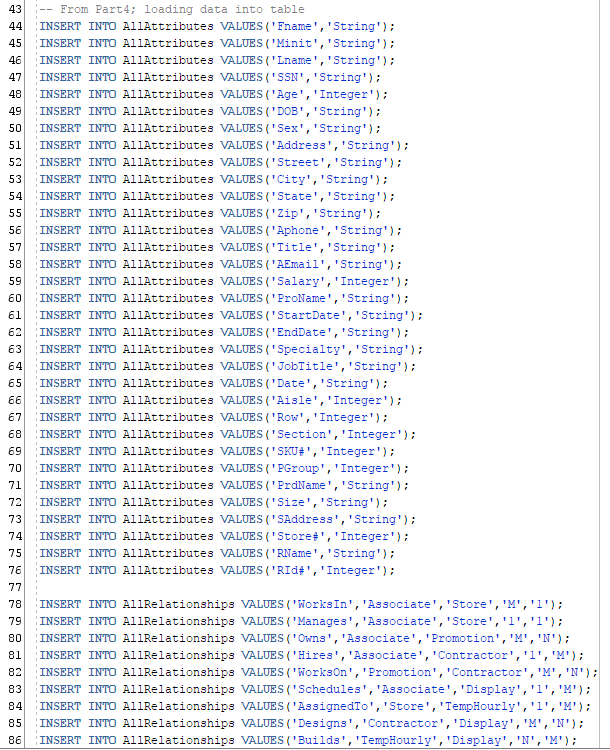 43 -- From Part4; loading data into table
44 INSERT INTO AllAttributes VALUES('Fname','String');
45 INSERT INTO AllAttributes VALUES('Minit','String');
46 INSERT INTO AllAttributes VALUES('Lname','String');
47 INSERT INTO AllAttributes VALUES('SSN','String');
48 INSERT INTO AllAttributes VALUES('Age','Integer');
49 INSERT INTO AllAttributes VALUES('DOB','String');
50 INSERT INTO AllAttributes VALUES('Sex','String');
51 INSERT INTO AllAttributes VALUES('Address','String');
52 INSERT INTO AllAttributes VALUES('Street','String');
53 INSERT INTO AllAttributes VALUES('City','String');
54 INSERT INTO AllAttributes VALUES('State','String');
55 INSERT INTO AllAttributes VALUES('Zip','String');
56 INSERT INTO AllAttributes VALUES('Aphone','String');
57 INSERT INTO AllAttributes VALUES('Title','String');
58 INSERT INTO AllAttributes VALUES('AEmail','String');
59 INSERT INTO AllAttributes VALUES('Salary','Integer');
60 INSERT INTO AllAttributes VALUES('ProName','String');
61 INSERT INTO AllAttributes VALUES('StartDate','String');
62 INSERT INTO AllAttributes VALUES('EndDate','String');
63 INSERT INTO AllAttributes VALUES('Specialty','String');
64 INSERT INTO AllAttributes VALUES('JobTitle','String');
65 INSERT INTO AllAttributes VALUES('Date','String');
66 INSERT INTO AllAttributes VALUES('Aisle','Integer');
67 INSERT INTO AllAttributes VALUES('Row','Integer');
68 INSERT INTO AllAttributes VALUES('Section','Integer');
69 INSERT INTO AllAttributes VALUES('SKU#','Integer');
70 INSERT INTO AllAttributes VALUES('PGroup','Integer');
71 INSERT INTO AllAttributes VALUES('PrdName','String');
72 INSERT INTO AllAttributes VALUES('Size','String');
73 INSERT INTO AllAttributes VALUES('SAddress','String');
74 INSERT INTO AllAttributes VALUES('Store#','Integer');
75 INSERT INTO AllAttributes VALUES('RName','String');
76 INSERT INTO AllAttributes VALUES('RId#','Integer');
77
78 INSERT INTO AllRelationships VALUES('WorksIn','Associate','Store','M','1');
79 INSERT INTO AllRelationships VALUES('Manages','Associate','Store','1','1');
80 INSERT INTO AllRelationships VALUES('Owns','Associate','Promotion','M','N');
81 INSERT INTO AllRelationships VALUES('Hires','Associate','Contractor','1','M');
82 INSERT INTO AllRelationships VALUES('WorksOn','Promotion','Contractor','M','N');
83 INSERT INTO AllRelationships VALUES('Schedules','Associate','Display','1','M');
84 INSERT INTO AllRelationships VALUES('AssignedTo','Store','TempHourly','1','M');
85 INSERT INTO AllRelationships VALUES('Designs','Contractor','Display','M','N');
86 INSERT INTO AllRelationships VALUES('Builds','TempHourly','Display','N','M');